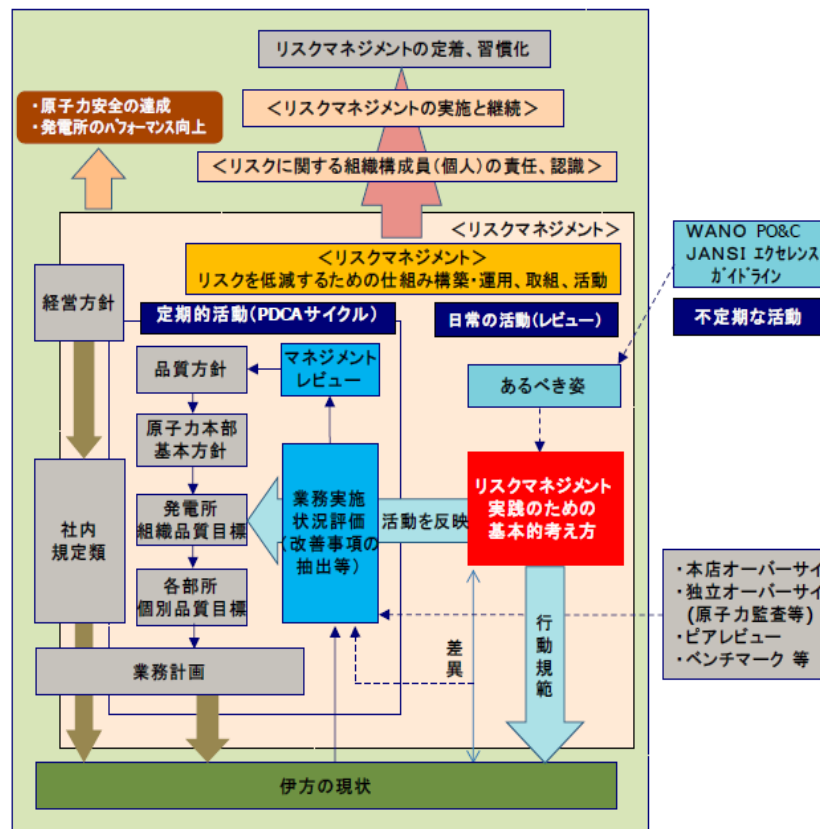 リスクマネジメントの定着、習慣化
・原子力安全の達成
・発電所のパフォーマンス向上
＜リスクマネジメントの実施と継続＞
＜リスクに関する組織構成員(個人)の責任、認識＞
＜リスクマネジメント＞
＜リスクマネジメント＞
リスクを低減するための仕組み構築・運用、取組、活動
WANO PO&C
JANSI エクセレンス
ガイドライン
不定期な活動
経営方針
定期的活動(PDCAサイクル)
日常の活動(レビュー)
品質方針
マネジメント
レビュー
あるべき姿
原子力本部
基本方針
社内
規定類
発電所
組織品質目標
業務実施
状況評価
(改善事項の
抽出等)
活動を反映
リスクマネジメント
実践のための
基本的考え方
各部所
個別品質目標
・本店オーバーサイ
・独立オーバーサイ
(原子力監査等)
・ピアレビュー
・ベンチマーク 等
差異
行動規範
業務計画
伊方の現状